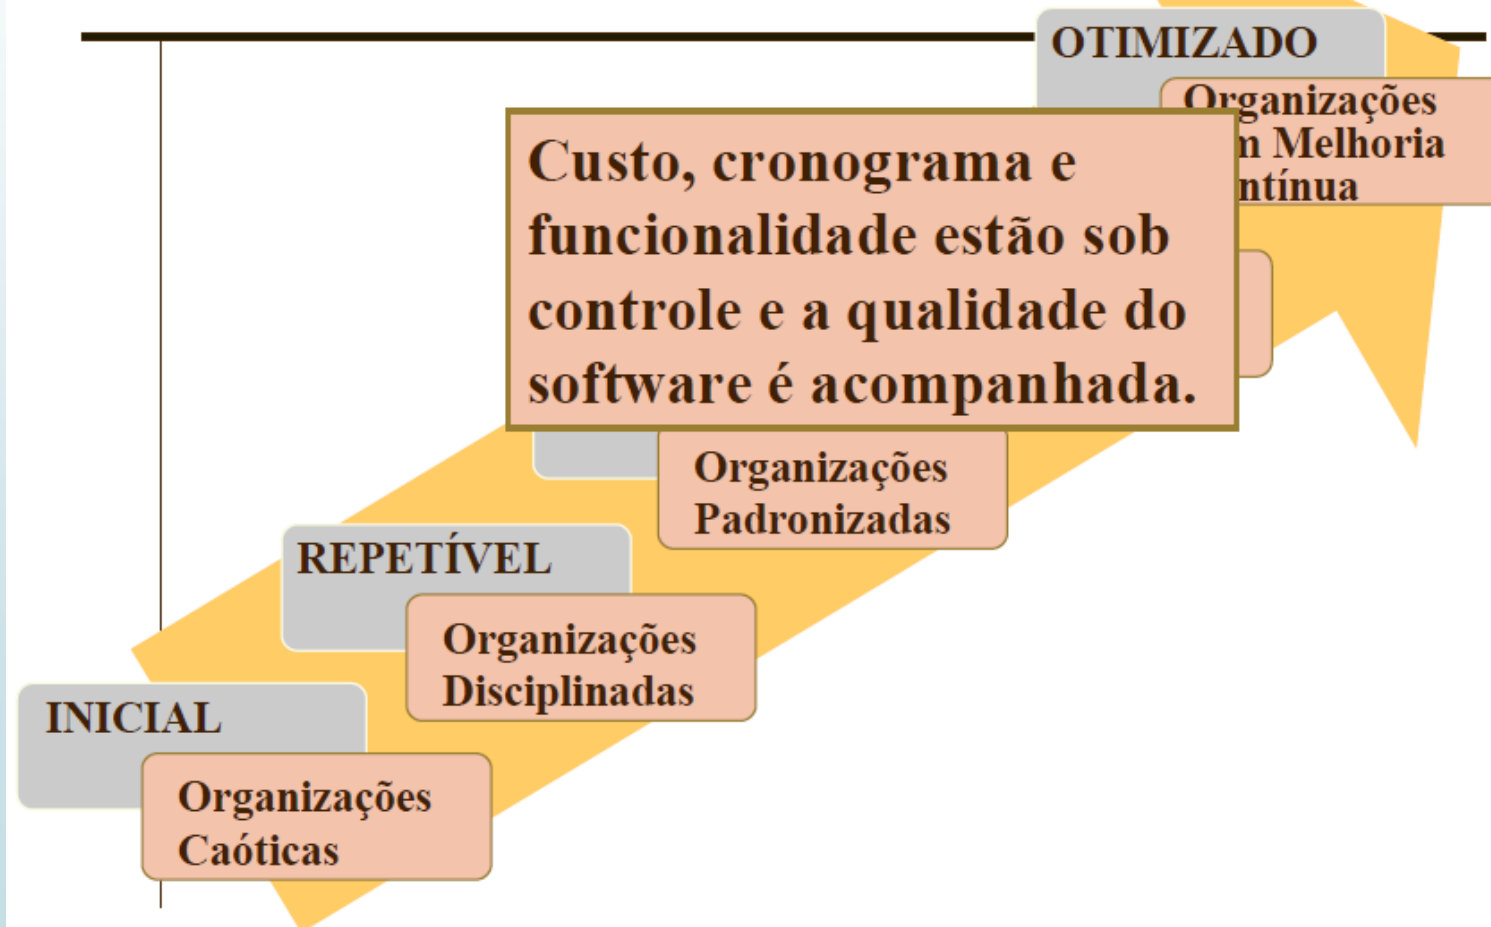 OTIMIZADO
Organizações
m Melhoria
ntínua
Custo, cronograma e
funcionalidade estão sob
controle e a qualidade do
software é acompanhada.
Organizações
Padronizadas
REPETÍVEL
Organizações
Disciplinadas
INICIAL
Organizações
Caóticas